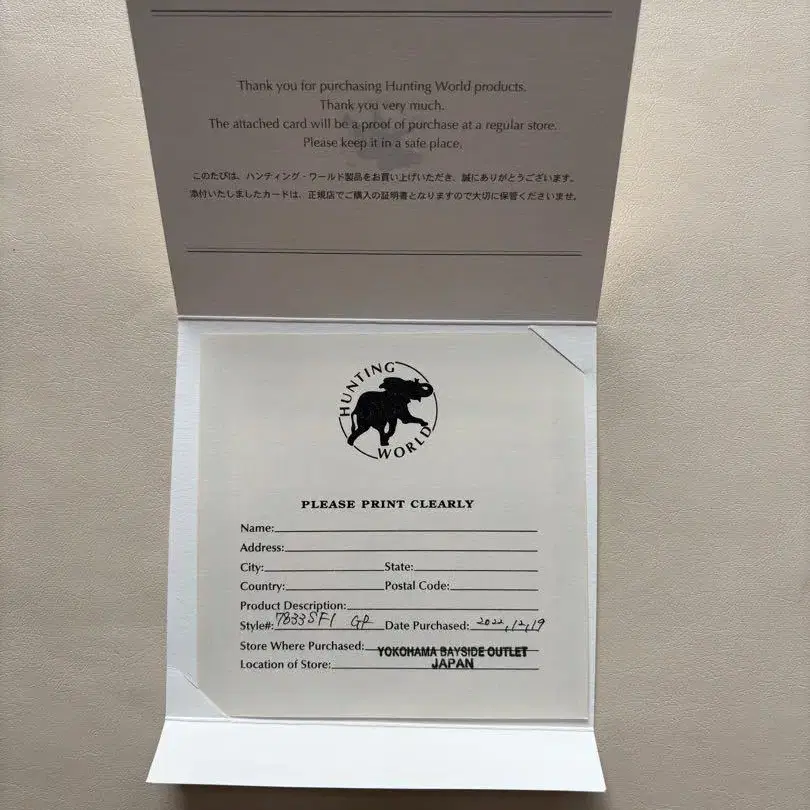 Thank you for purchasing Hunting World products.
Thank you very much.
The attached card will be a proof of purchase at a regular store.
Please keep it in a safe place.
このたびは、ハンティング・ワールド製品をお買い上げいただき、誠にありがとうございます。
添付いたしましたカードは、正規店でご購入の証明書となりますので大切に保管くださいませ。
HUNTING
WORLD
PLEASE PRINT CLEARLY
Name:
Address:
City: State:
Country: Postal Code:
Product Description:
Style#: 7833SF1 GP Date Purchased: 2022,12,19
Store Where Purchased: YOKOHAMA BAYSIDE OUTLET
Location of Store: JAPAN